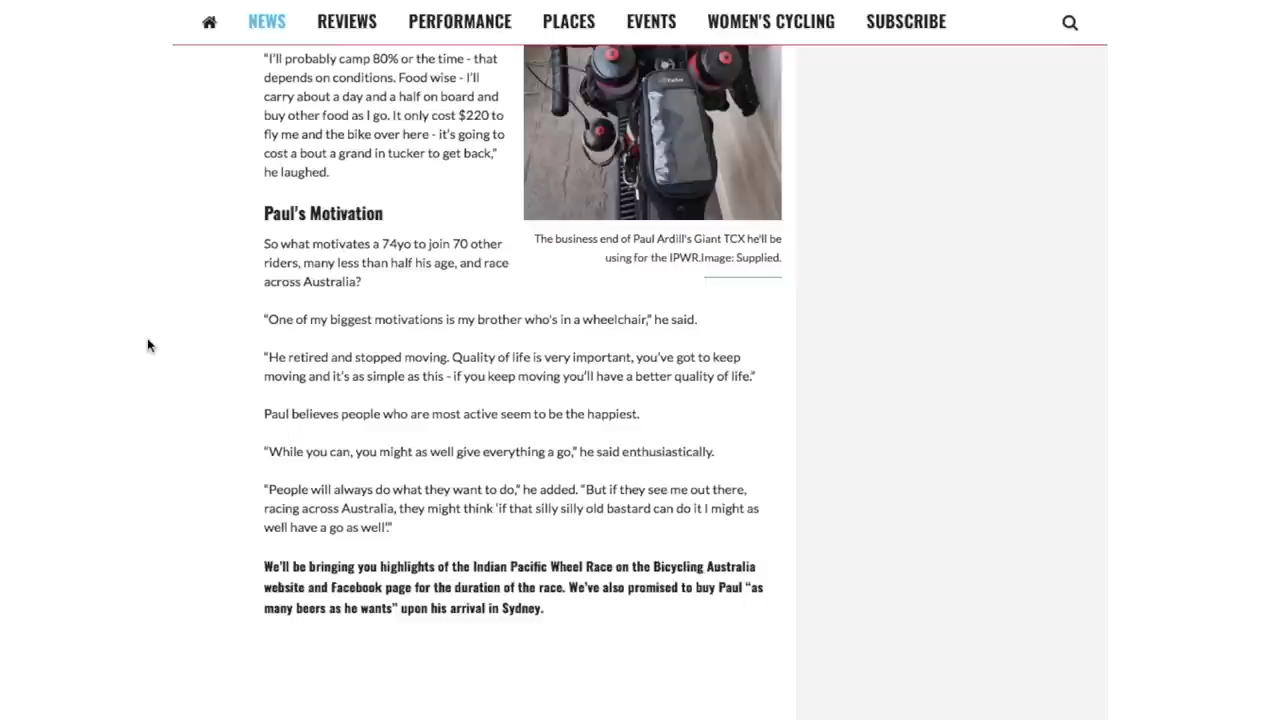 NEWS REVIEWS PERFORMANCE PLACES EVENTS WOMEN'S CYCLING SUBSCRIBE
“I’ll probably camp 80% or the time - that
depends on conditions. Food wise - I’ll
carry about a day and a half on board and
buy other food as I go. It only cost $220 to
fly me and the bike over here - it’s going to
cost a bout a grand in tucker to get back,”
he laughed.
Paul's Motivation
So what motivates a 74yo to join 70 other
riders, many less than half his age, and race
across Australia?
The business end of Paul Ardill's Giant TCX he'll be
using for the IPWR.Image: Supplied.
“One of my biggest motivations is my brother who’s in a wheelchair,” he said.
“He retired and stopped moving. Quality of life is very important, you’ve got to keep
moving and it’s as simple as this - if you keep moving you’ll have a better quality of life.”
Paul believes people who are most active seem to be the happiest.
“While you can, you might as well give everything a go,” he said enthusiastically.
“People will always do what they want to do,” he added. “But if they see me out there,
racing across Australia, they might think ‘if that silly silly old bastard can do it I might as
well have a go as well’.”
We’ll be bringing you highlights of the Indian Pacific Wheel Race on the Bicycling Australia
website and Facebook page for the duration of the race. We’ve also promised to buy Paul “as
many beers as he wants” upon his arrival in Sydney.